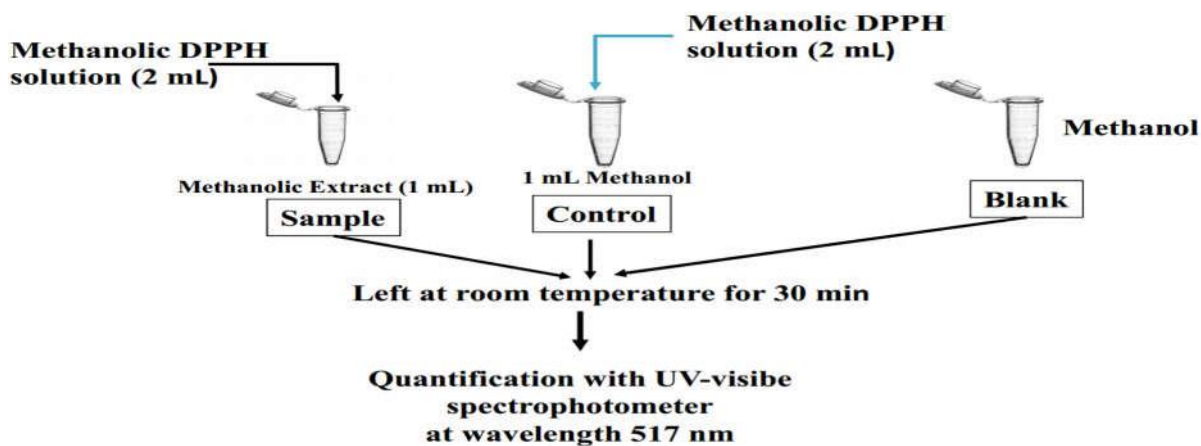 Methanolic DPPH
solution (2 mL)
Methanolic DPPH
solution (2 mL)
Methanol
Methanolic Extract (1 mL)
1 mL Methanol
Sample
Control
Blank
Left at room temperature for 30 min
Quantification with UV-visibe
spectrophotometer
at wavelength 517 nm